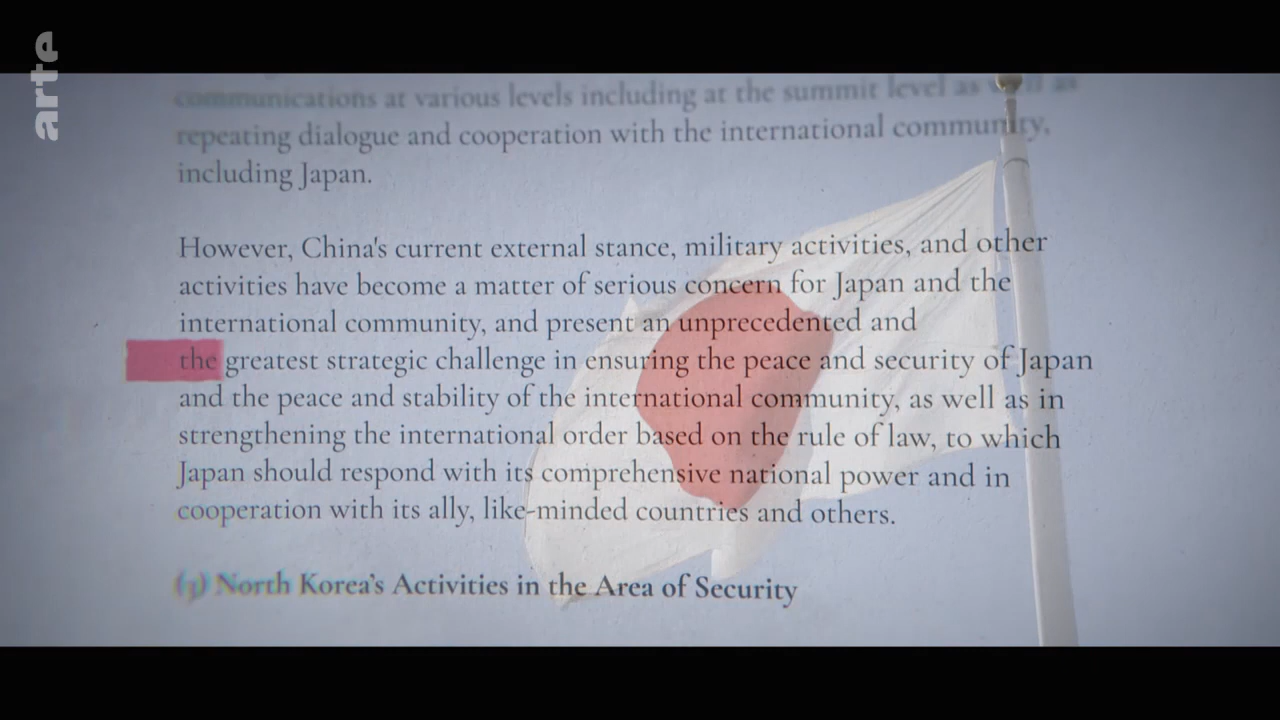 arte
communications at various levels including at the summit level as well as
repeating dialogue and cooperation with the international community,
including Japan.
However, China's current external stance, military activities, and other
activities have become a matter of serious concern for Japan and the
international community, and present an unprecedented and
the greatest strategic challenge in ensuring the peace and security of Japan
and the peace and stability of the international community, as well as in
strengthening the international order based on the rule of law, to which
Japan should respond with its comprehensive national power and in
cooperation with its ally, like-minded countries and others.
(3) North Korea's Activities in the Area of Security